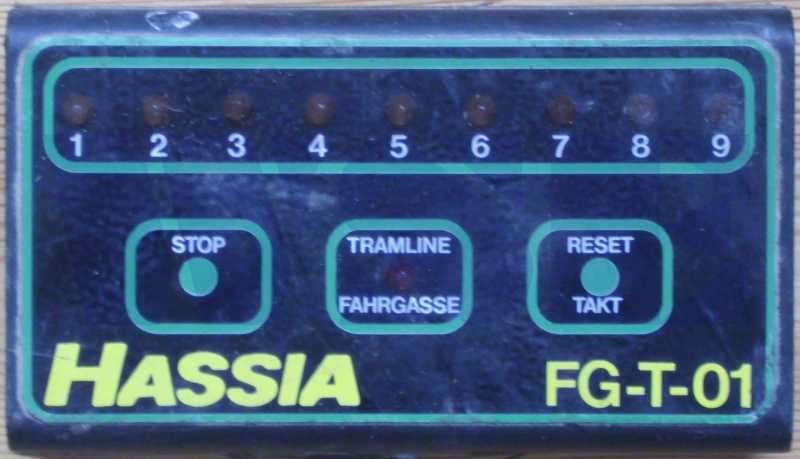 1 2 3 4 5 6 7 8 9
STOP
TRAMLINE
FAHRGASSE
RESET
TAKT
HASSIA
FG-T-01